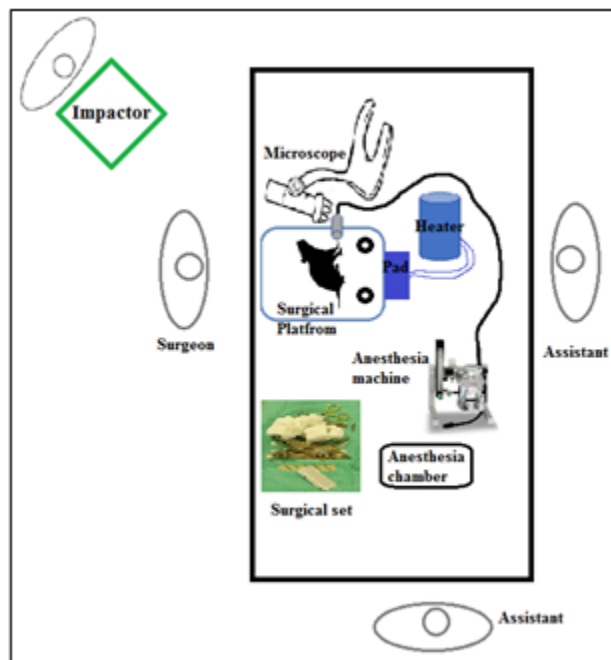 Impactor
Microscope
Heater
Pad
Surgical
Platfrom
Surgeon
Assistant
Anesthesia
machine
Anesthesia
chamber
Surgical set
Assistant